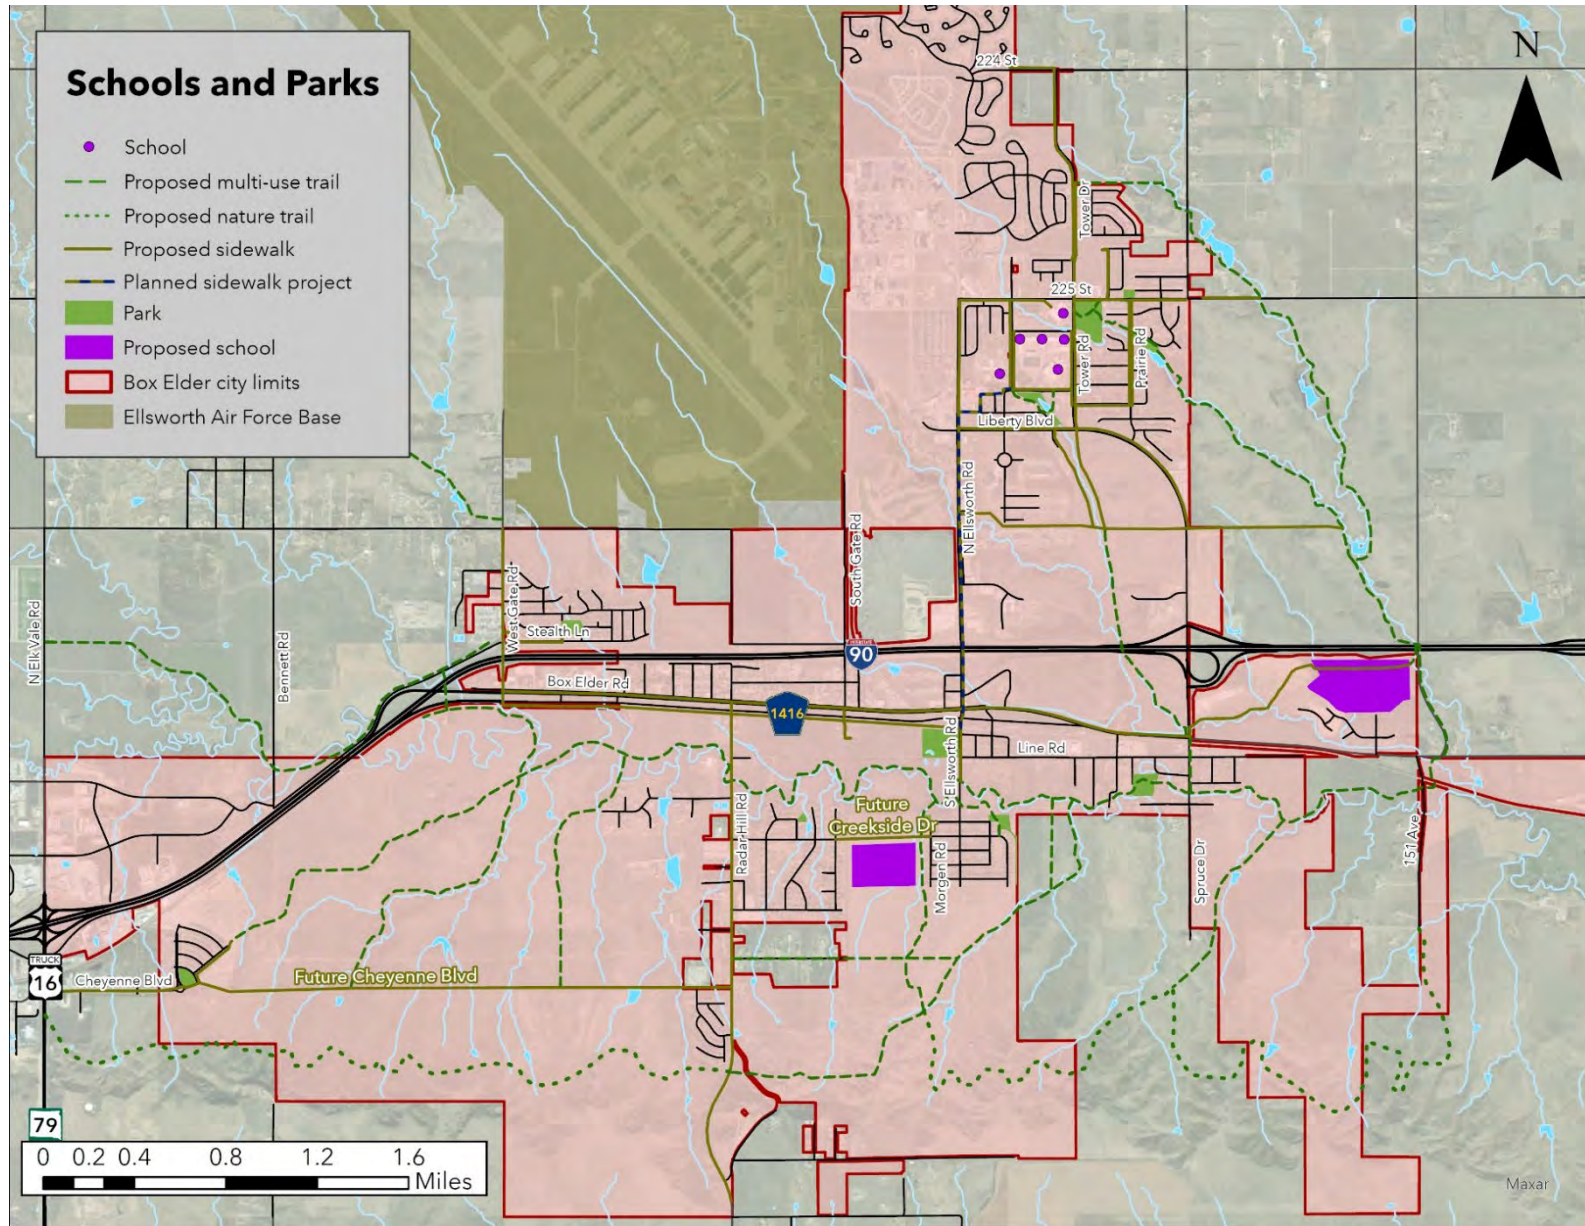 Schools and Parks
School
Proposed multi-use trail
Proposed nature trail
Proposed sidewalk
Planned sidewalk project
Park
Proposed school
Box Elder city limits
Ellsworth Air Force Base
N
224 St
Tower Dr
225 St
Tower Rd
Prairie Rd
Liberty Blvd
N Ellsworth Rd
South Gate Rd
West Gate Rd
Stealth Ln
N Elk Vale Rd
Bennett Rd
90
Box Elder Rd
1416
S Ellsworth Rd
Line Rd
Future
Creekside Dr
Radar Hill Rd
Morgen Rd
Spruce Dr
151 Ave
TRUCK
16
Cheyenne Blvd
Future Cheyenne Blvd
79
0 0.2 0.4 0.8 1.2 1.6
Miles
Maxar